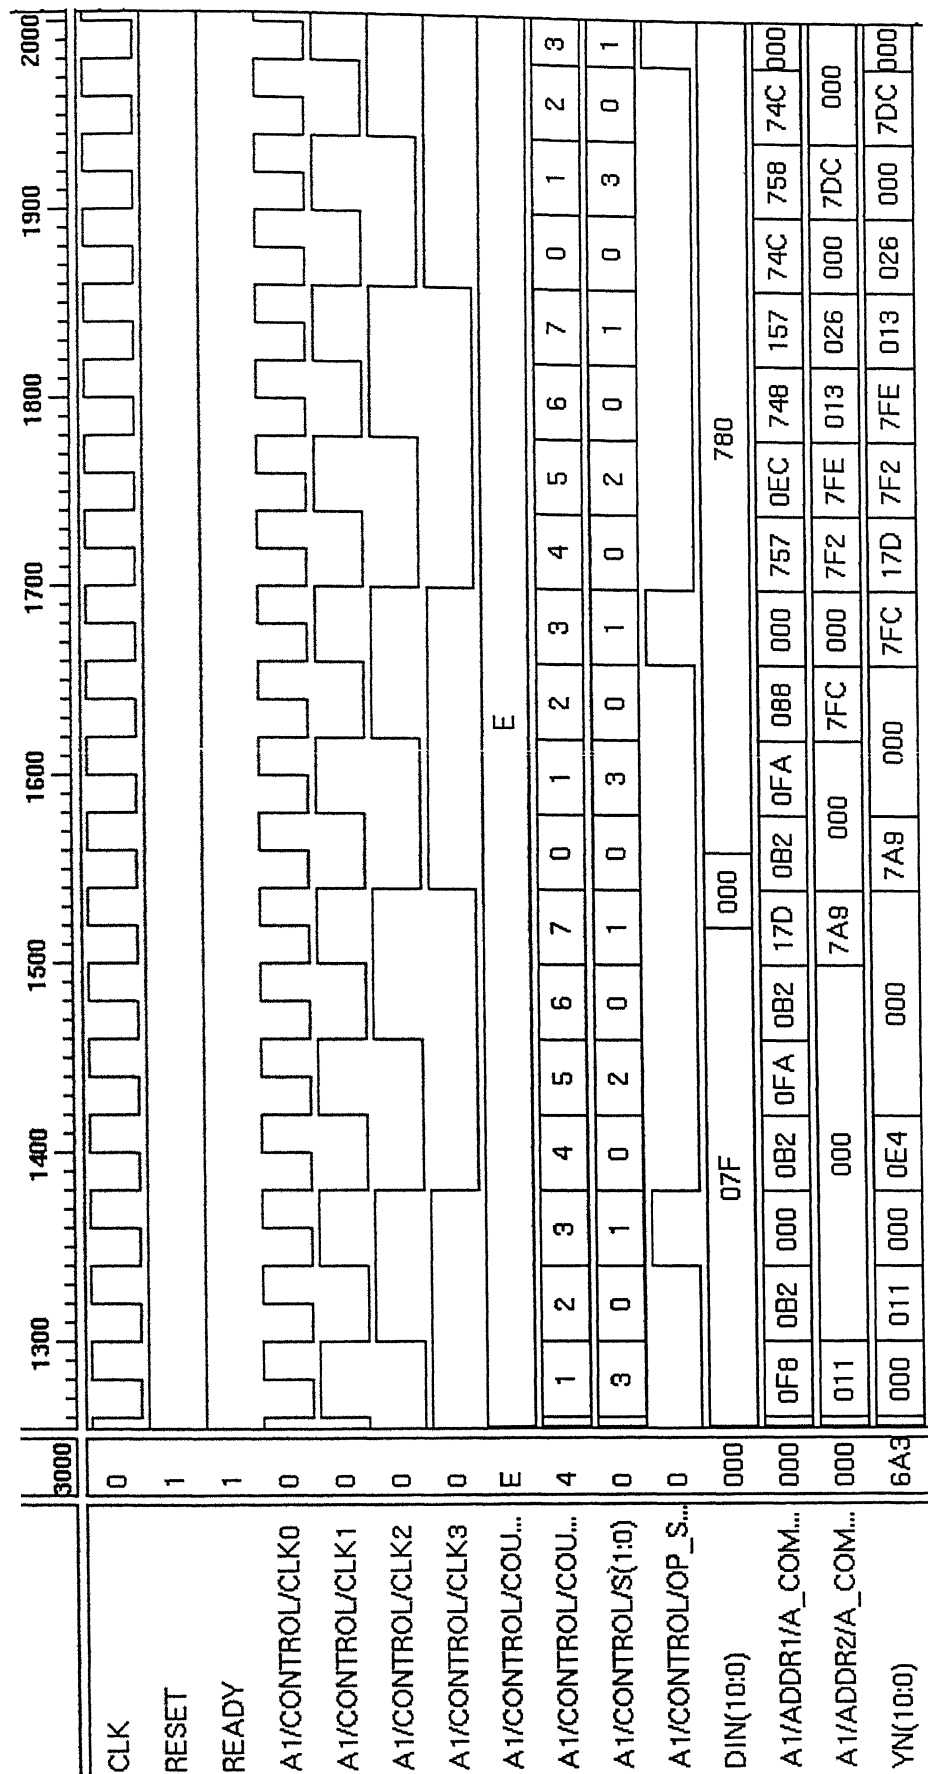 3000 1300 1400 1500 1600 1700 1800 1900 2000
CLK 0
RESET 1
READY 1
A1/CONTROL/CLK0 0
A1/CONTROL/CLK1 0
A1/CONTROL/CLK2 0
A1/CONTROL/CLK3 0
A1/CONTROL/COU... E E
A1/CONTROL/COU... 4 1 2 3 4 5 6 7 0 1 2 3 4 5 6 7 0 1 2 3
A1/CONTROL/S(1:0) 0 3 0 1 0 2 0 1 0 3 0 1 0 2 0 1 0 3 0 1
A1/CONTROL/OP_S... 0
DIN(10:0) 000 07F 000 780
A1/ADDR1/A_COM... 000 0F8 0B2 000 0B2 0FA 0B2 17D 0B2 0FA 088 000 757 0EC 748 157 74C 758 74C 000
A1/ADDR2/A_COM... 000 011 000 7A9 000 7FC 000 7F2 7FE 013 026 000 7DC 000
YN(10:0) 6A3 000 011 000 0E4 000 7A9 000 7FC 17D 7F2 7FE 013 026 000 7DC 000